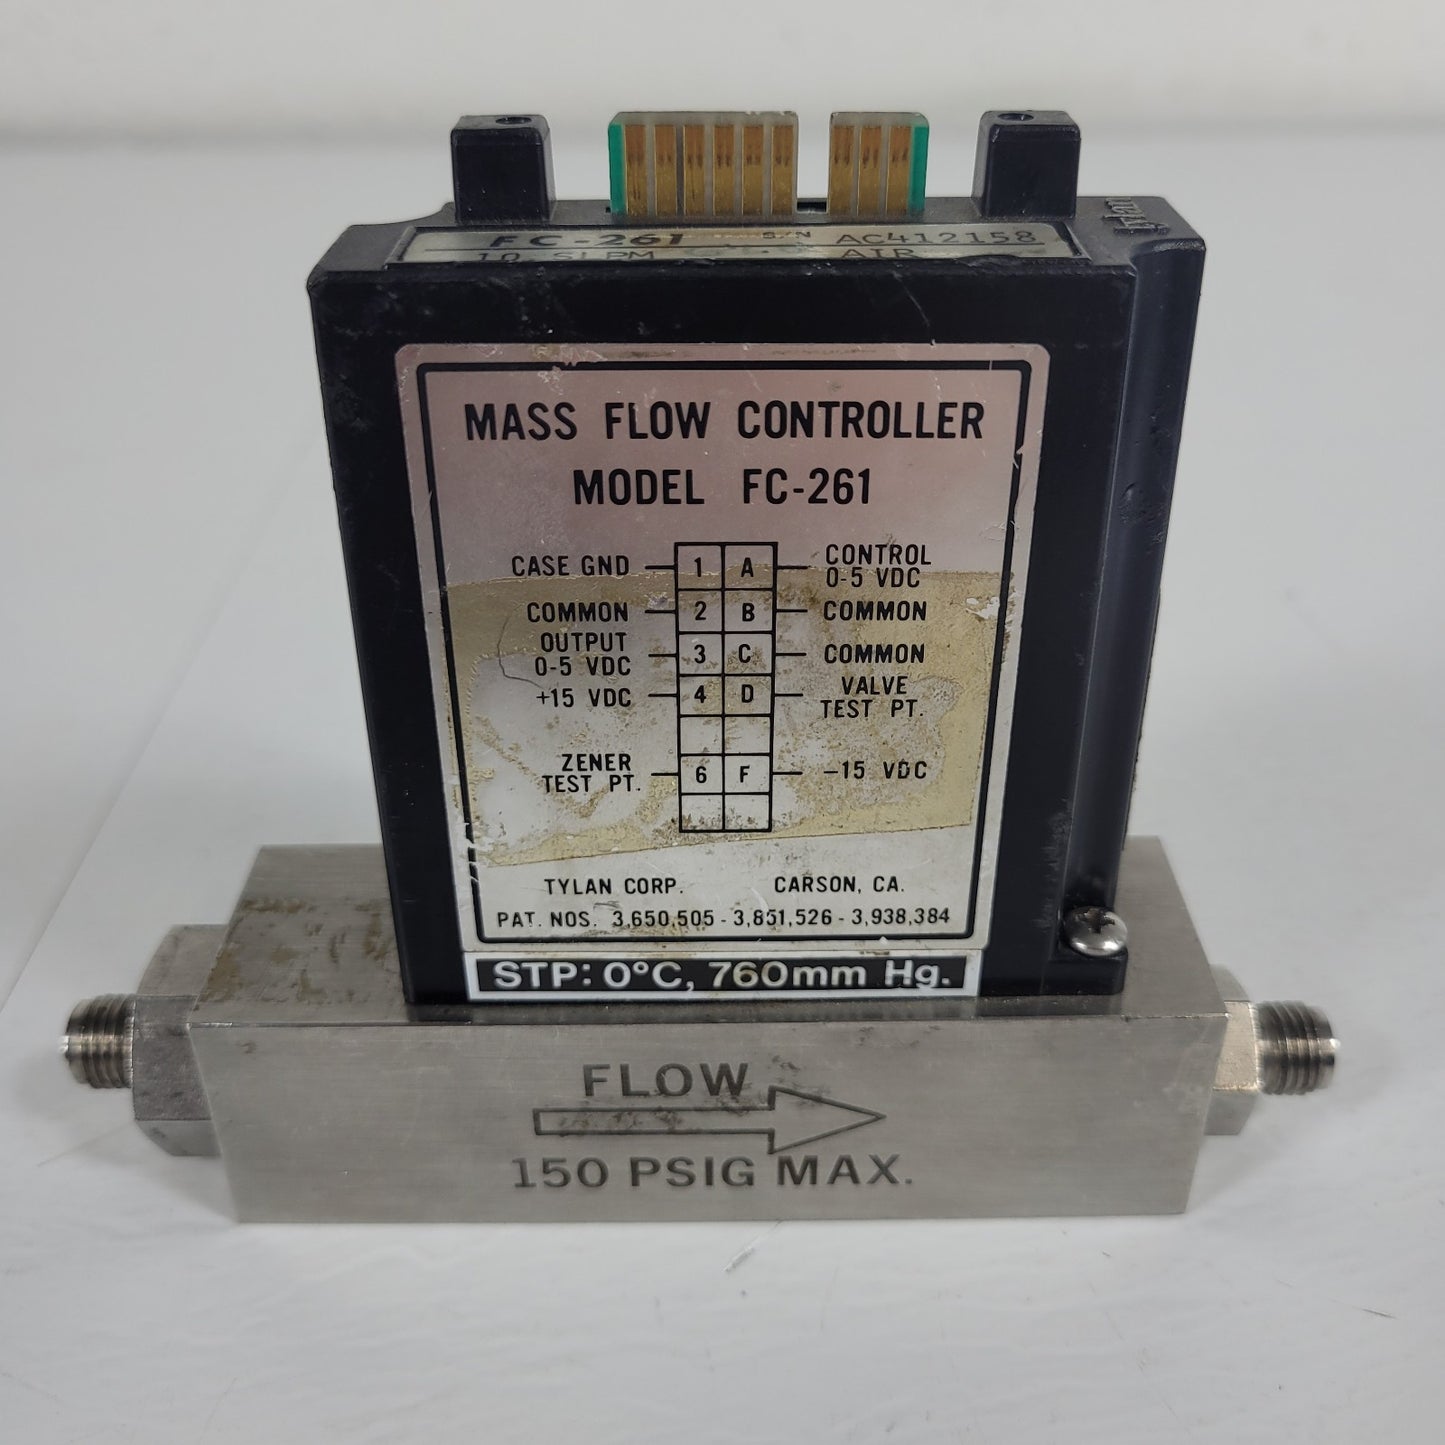 Tylan
FC-261 S/N AC412158
10 SLPM AIR
MASS FLOW CONTROLLER
MODEL FC-261
CASE GND 1 A CONTROL 0-5 VDC
COMMON 2 B COMMON
OUTPUT 0-5 VDC 3 C COMMON
+15 VDC 4 D VALVE TEST PT.
ZENER TEST PT. 6 F -15 VDC
TYLAN CORP. CARSON, CA.
PAT. NOS. 3,650,505 - 3,851,526 - 3,938,384
STP: 0°C, 760mm Hg.
FLOW
150 PSIG MAX.